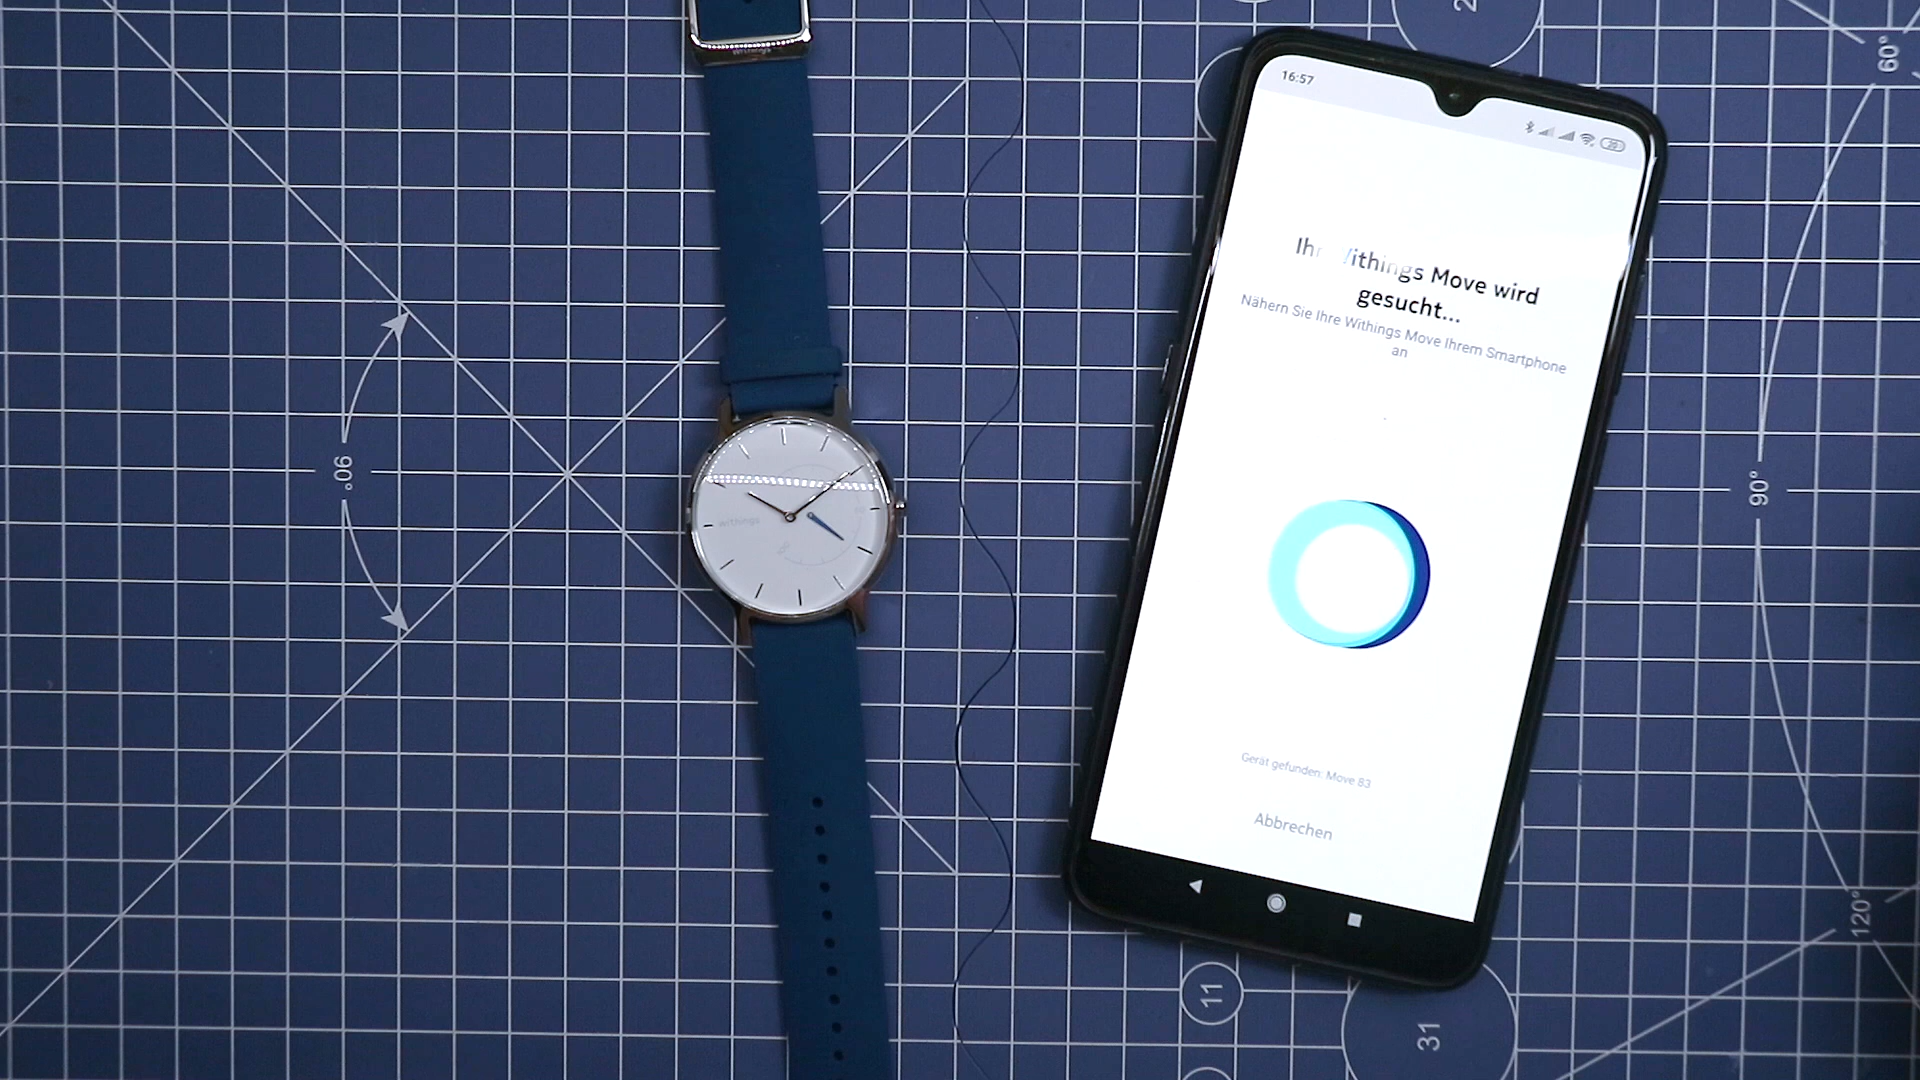 16:57
Ihr Withings Move wird
gesucht...
Nähern Sie Ihre Withings Move Ihrem Smartphone
an
Gerät gefunden: Move 83
Abbrechen
withings
withings
90°
60°
90°
120°
11
31